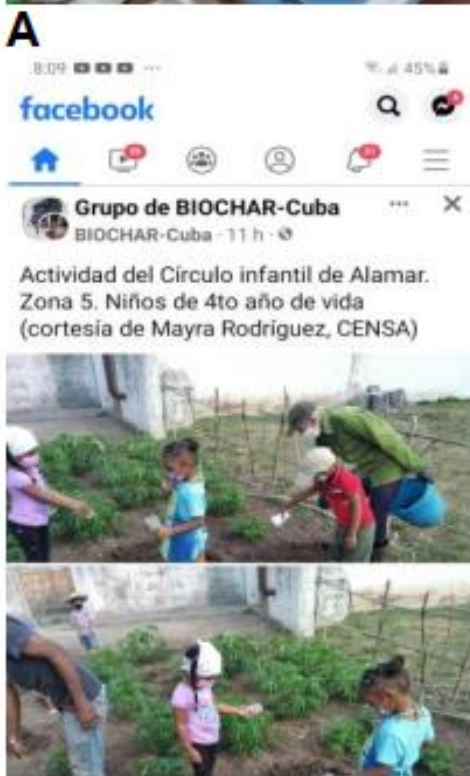 A
8:09
45%
facebook
Grupo de BIOCHAR-Cuba
BIOCHAR-Cuba · 11 h ·
Actividad del Círculo infantil de Alamar.
Zona 5. Niños de 4to año de vida
(cortesía de Mayra Rodríguez, CENSA)